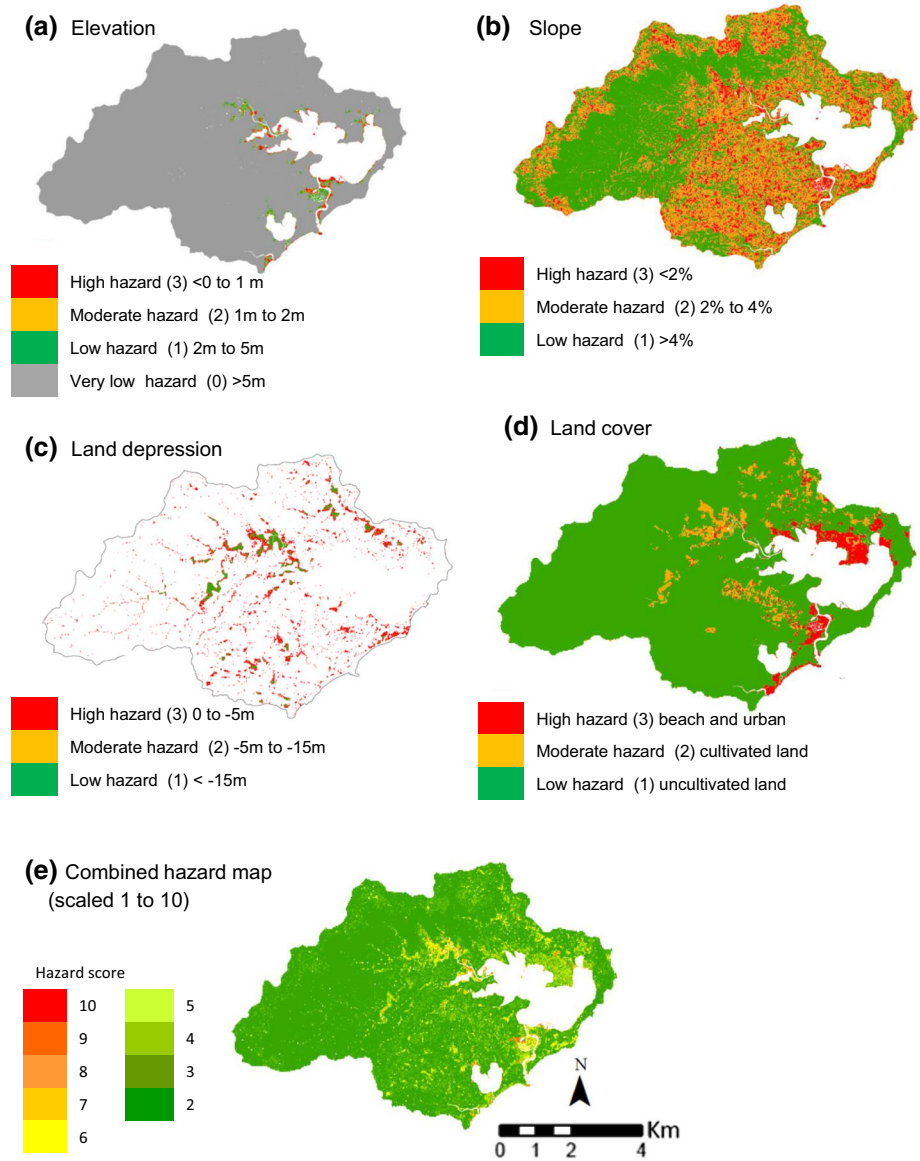 (a) Elevation
High hazard (3) <0 to 1 m
Moderate hazard (2) 1m to 2m
Low hazard (1) 2m to 5m
Very low hazard (0) >5m
(b) Slope
High hazard (3) <2%
Moderate hazard (2) 2% to 4%
Low hazard (1) >4%
(c) Land depression
High hazard (3) 0 to -5m
Moderate hazard (2) -5m to -15m
Low hazard (1) < -15m
(d) Land cover
High hazard (3) beach and urban
Moderate hazard (2) cultivated land
Low hazard (1) uncultivated land
(e) Combined hazard map
(scaled 1 to 10)
Hazard score
10
9
8
7
6
5
4
3
2
N
Km
0 1 2 4